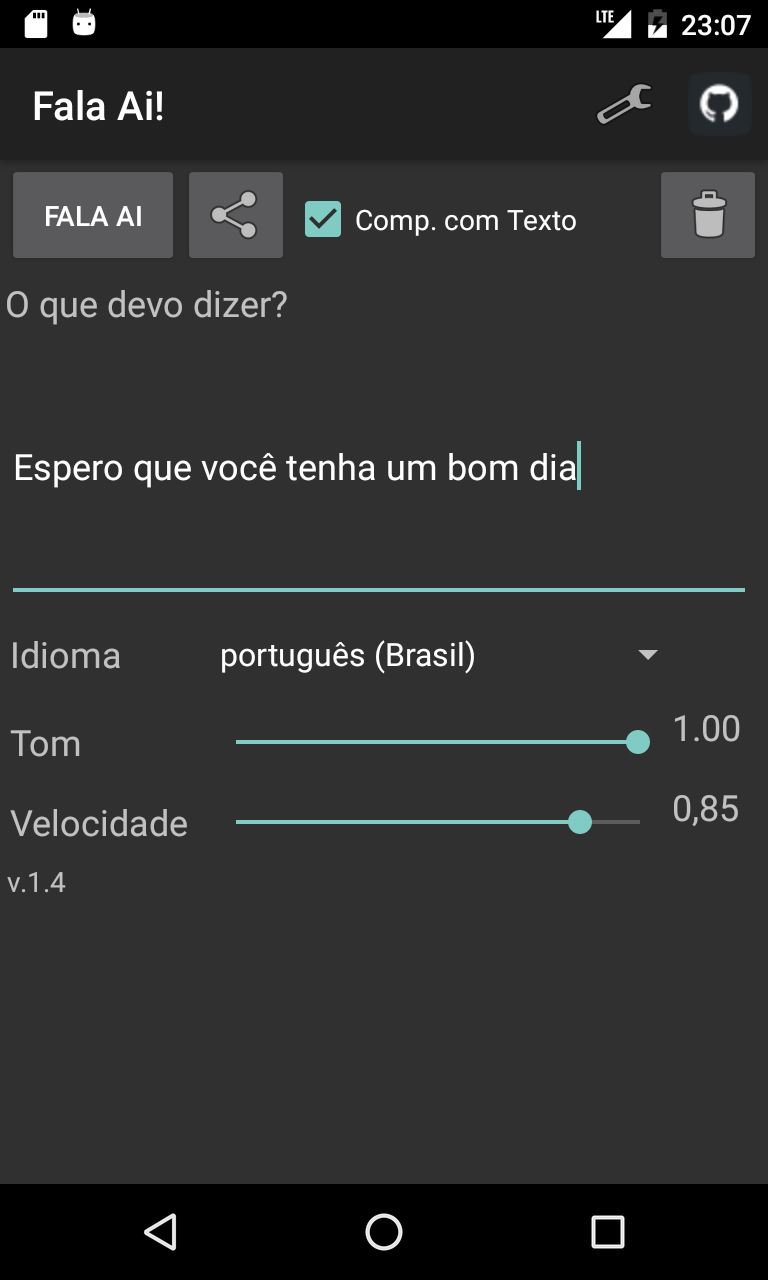 LTE 23:07
Fala Ai!
FALA AI Comp. com Texto
O que devo dizer?
Espero que você tenha um bom dia
Idioma português (Brasil)
Tom 1.00
Velocidade 0,85
v.1.4